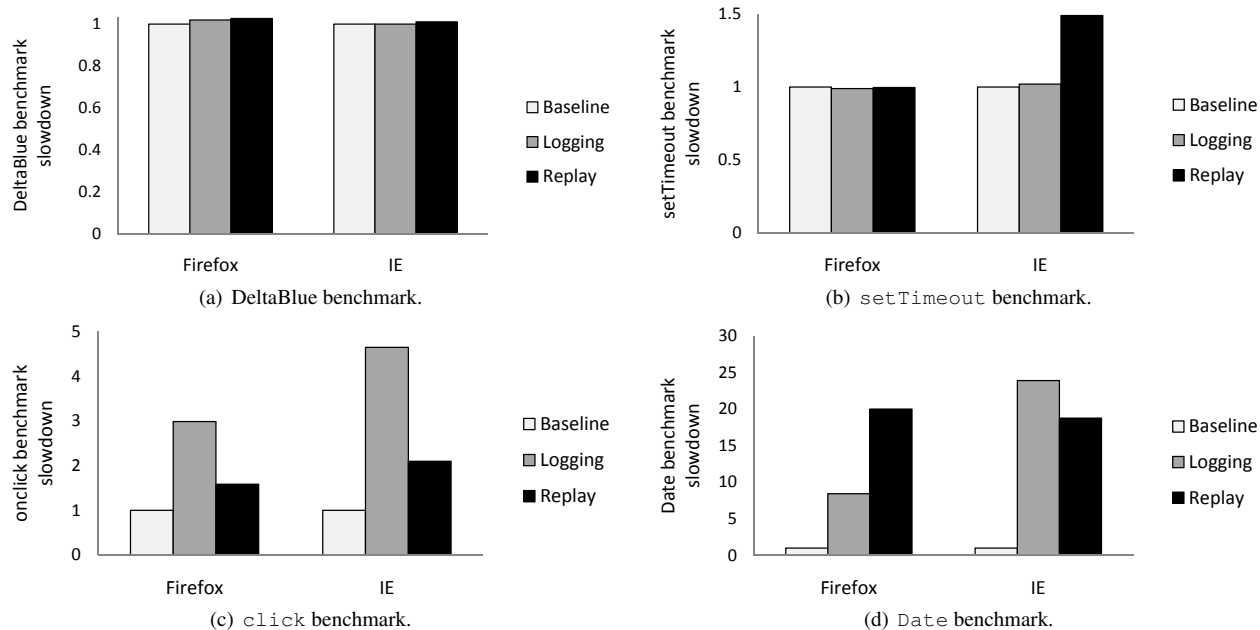 DeltaBlue benchmark
slowdown
1
0.8
0.6
0.4
0.2
0
Firefox
IE
Baseline
Logging
Replay
(a) DeltaBlue benchmark.
setTimeout benchmark
slowdown
1.5
1
0.5
0
Firefox
IE
Baseline
Logging
Replay
(b) setTimeout benchmark.
onclick benchmark
slowdown
5
4
3
2
1
0
Firefox
IE
Baseline
Logging
Replay
(c) click benchmark.
Date benchmark
slowdown
30
25
20
15
10
5
0
Firefox
IE
Baseline
Logging
Replay
(d) Date benchmark.